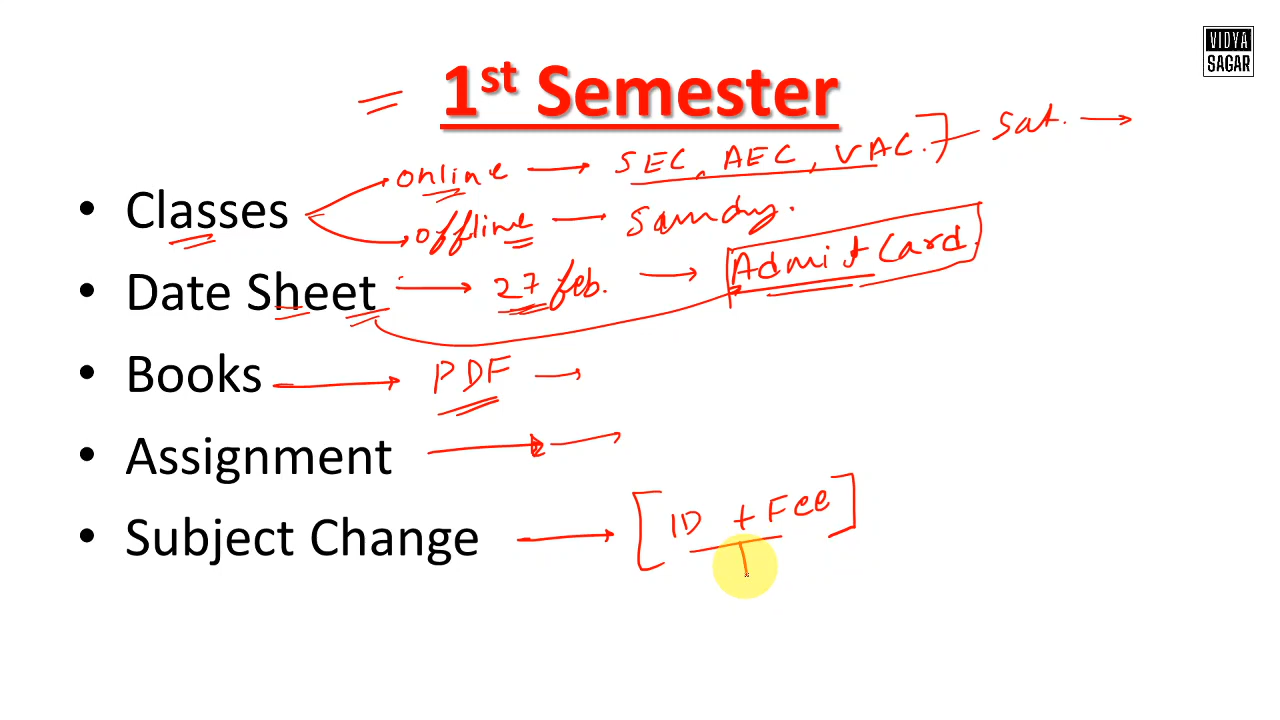 VIDYA
SAGAR
1st Semester
• Classes
online → SEC, AEC, VAC.] Sat. →
offline — Sunday.
• Date Sheet → 27 feb. → Admit Card.
• Books → PDF →
• Assignment →
• Subject Change → [ID + Fee]